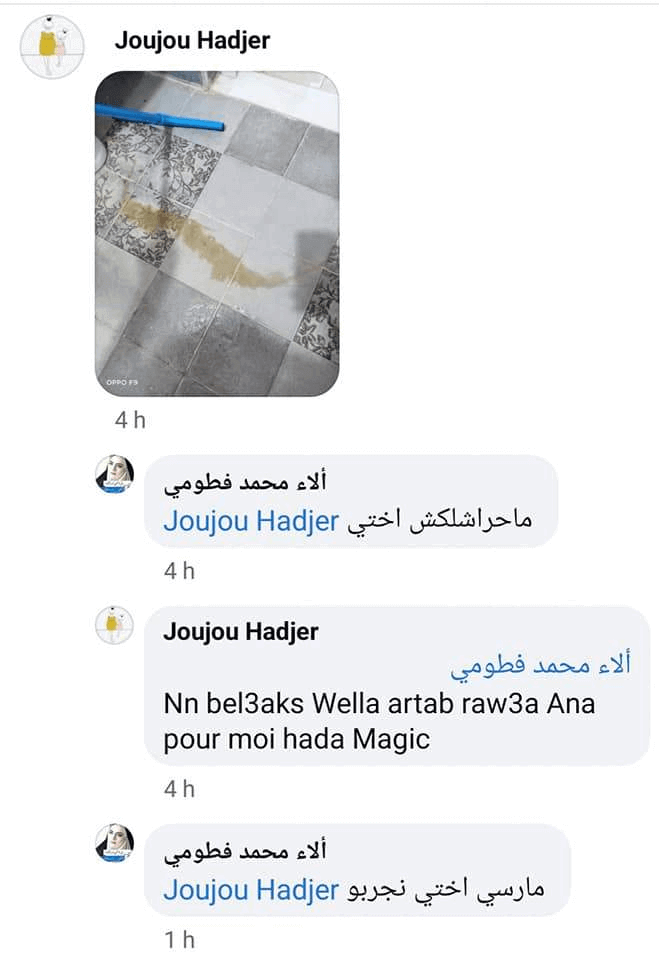 Joujou Hadjer
OPPO F9
4 h
ألاء محمد فطومي
Joujou Hadjer ماحراشلكش اختي
4 h
Joujou Hadjer
ألاء محمد فطومي
Nn bel3aks Wella artab raw3a Ana
pour moi hada Magic
4 h
ألاء محمد فطومي
Joujou Hadjer مارسي اختي نجربو
1 h